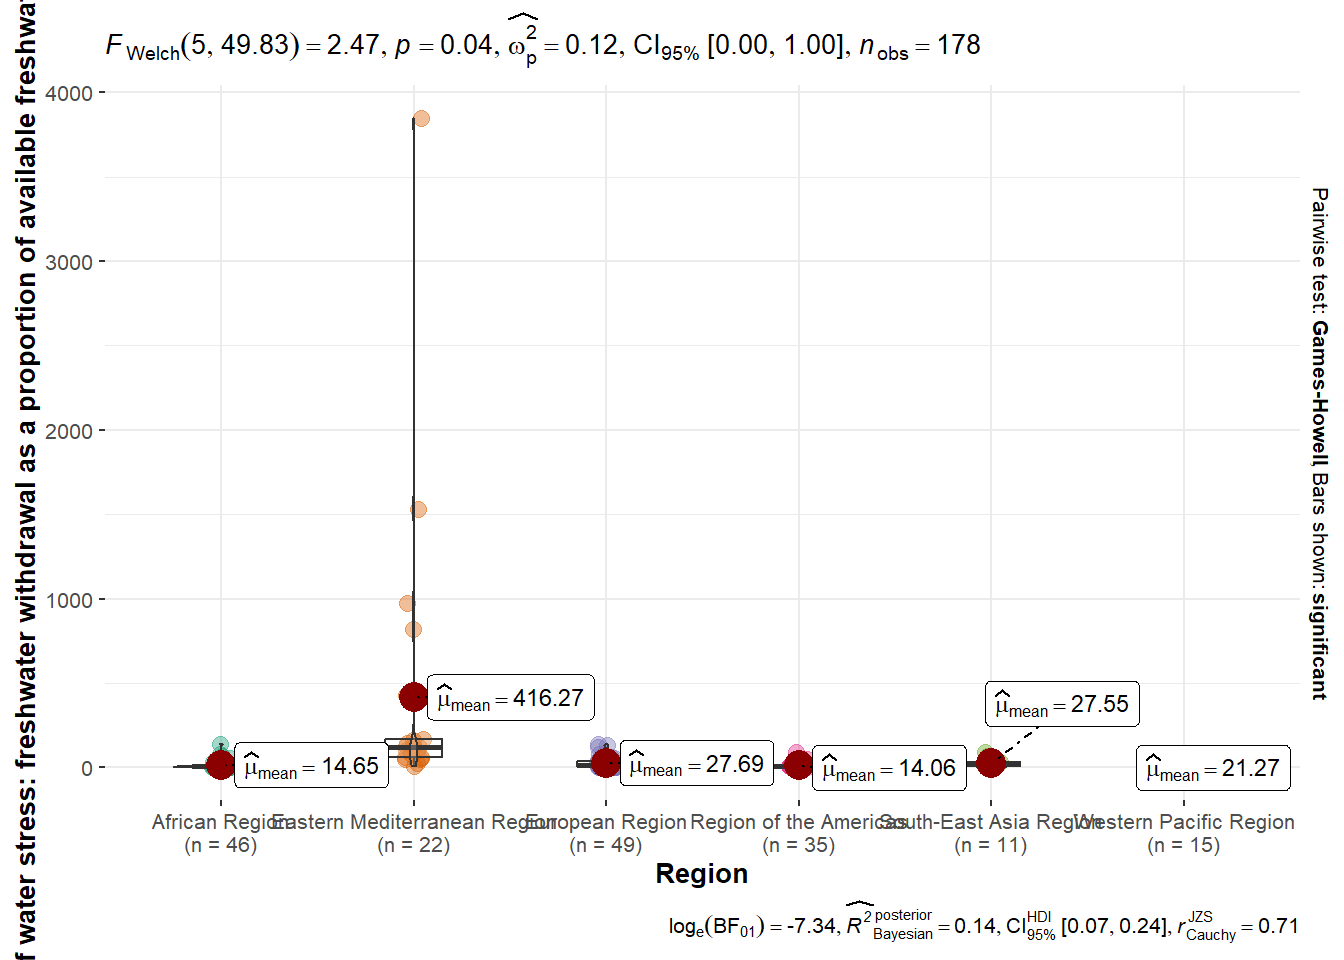 F Welch(5, 49.83) = 2.47, p = 0.04, ω̂²p = 0.12, CI95% [0.00, 1.00], nobs = 178
f water stress: freshwater withdrawal as a proportion of available freshwa
4000
3000
2000
1000
0
μ̂mean = 14.65
μ̂mean = 416.27
μ̂mean = 27.69
μ̂mean = 14.06
μ̂mean = 27.55
μ̂mean = 21.27
Pairwise test: Games-Howell, Bars shown: significant
African Region Eastern Mediterranean Region European Region Region of the Americas South-East Asia Region Western Pacific Region
(n = 46) (n = 22) (n = 49) (n = 35) (n = 11) (n = 15)
Region
loge(BF01) = -7.34, R̂² posterior Bayesian = 0.14, CI HDI 95% [0.07, 0.24], r JZS Cauchy = 0.71